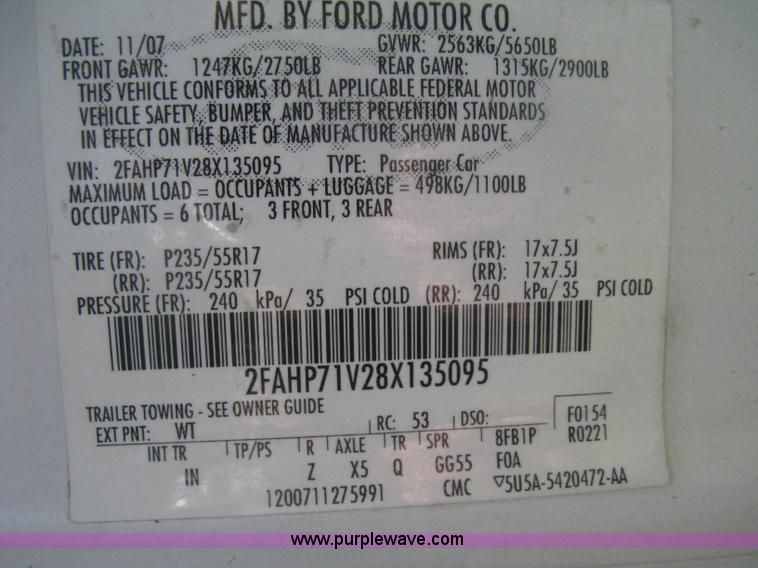 MFD. BY FORD MOTOR CO.
DATE: 11/07 GVWR: 2563KG/5650LB
FRONT GAWR: 1247KG/2750LB REAR GAWR: 1315KG/2900LB
THIS VEHICLE CONFORMS TO ALL APPLICABLE FEDERAL MOTOR
VEHICLE SAFETY, BUMPER, AND THEFT PREVENTION STANDARDS
IN EFFECT ON THE DATE OF MANUFACTURE SHOWN ABOVE.
VIN: 2FAHP71V28X135095 TYPE: Passenger Car
MAXIMUM LOAD = OCCUPANTS + LUGGAGE = 498KG/1100LB
OCCUPANTS = 6 TOTAL; 3 FRONT, 3 REAR
TIRE (FR): P235/55R17 RIMS (FR): 17x7.5J
(RR): P235/55R17 (RR): 17x7.5J
PRESSURE (FR): 240 kPa/ 35 PSI COLD (RR): 240 kPa/ 35 PSI COLD
2FAHP71V28X135095
TRAILER TOWING - SEE OWNER GUIDE
EXT PNT: WT RC: 53 DSO: F0154
INT TR TP/PS R AXLE TR SPR 8FB1P R0221
IN Z X5 Q GG55 F0A
1200711275991 CMC ▽5U5A-5420472-AA
www.purplewave.com